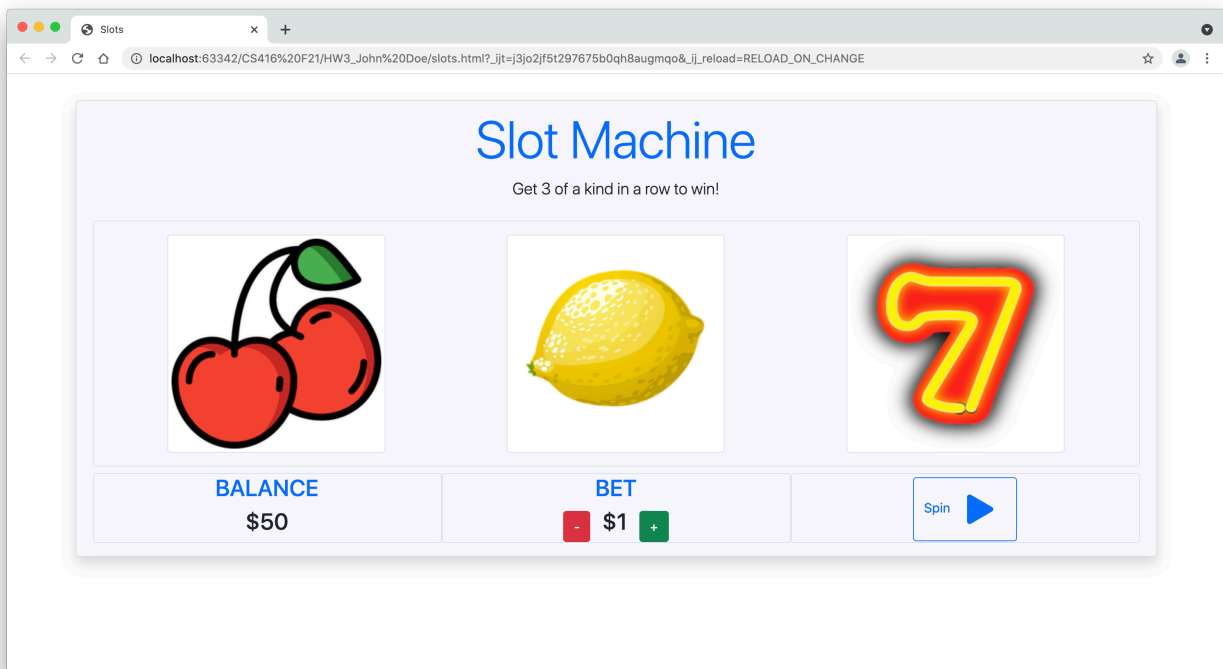 Slots
localhost:63342/CS416%20F21/HW3_John%20Doe/slots.html?_ijt=j3jo2jf5t297675b0qh8augmqo&_ij_reload=RELOAD_ON_CHANGE
Slot Machine
Get 3 of a kind in a row to win!
7
BALANCE
BET
$50
- $1 +
Spin